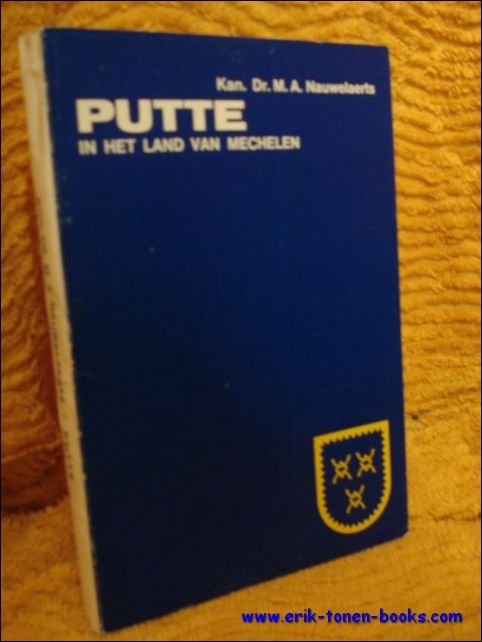 Kan. Dr. M. A. Nauwelaerts
PUTTE
IN HET LAND VAN MECHELEN
www.erik-tonen-books.com